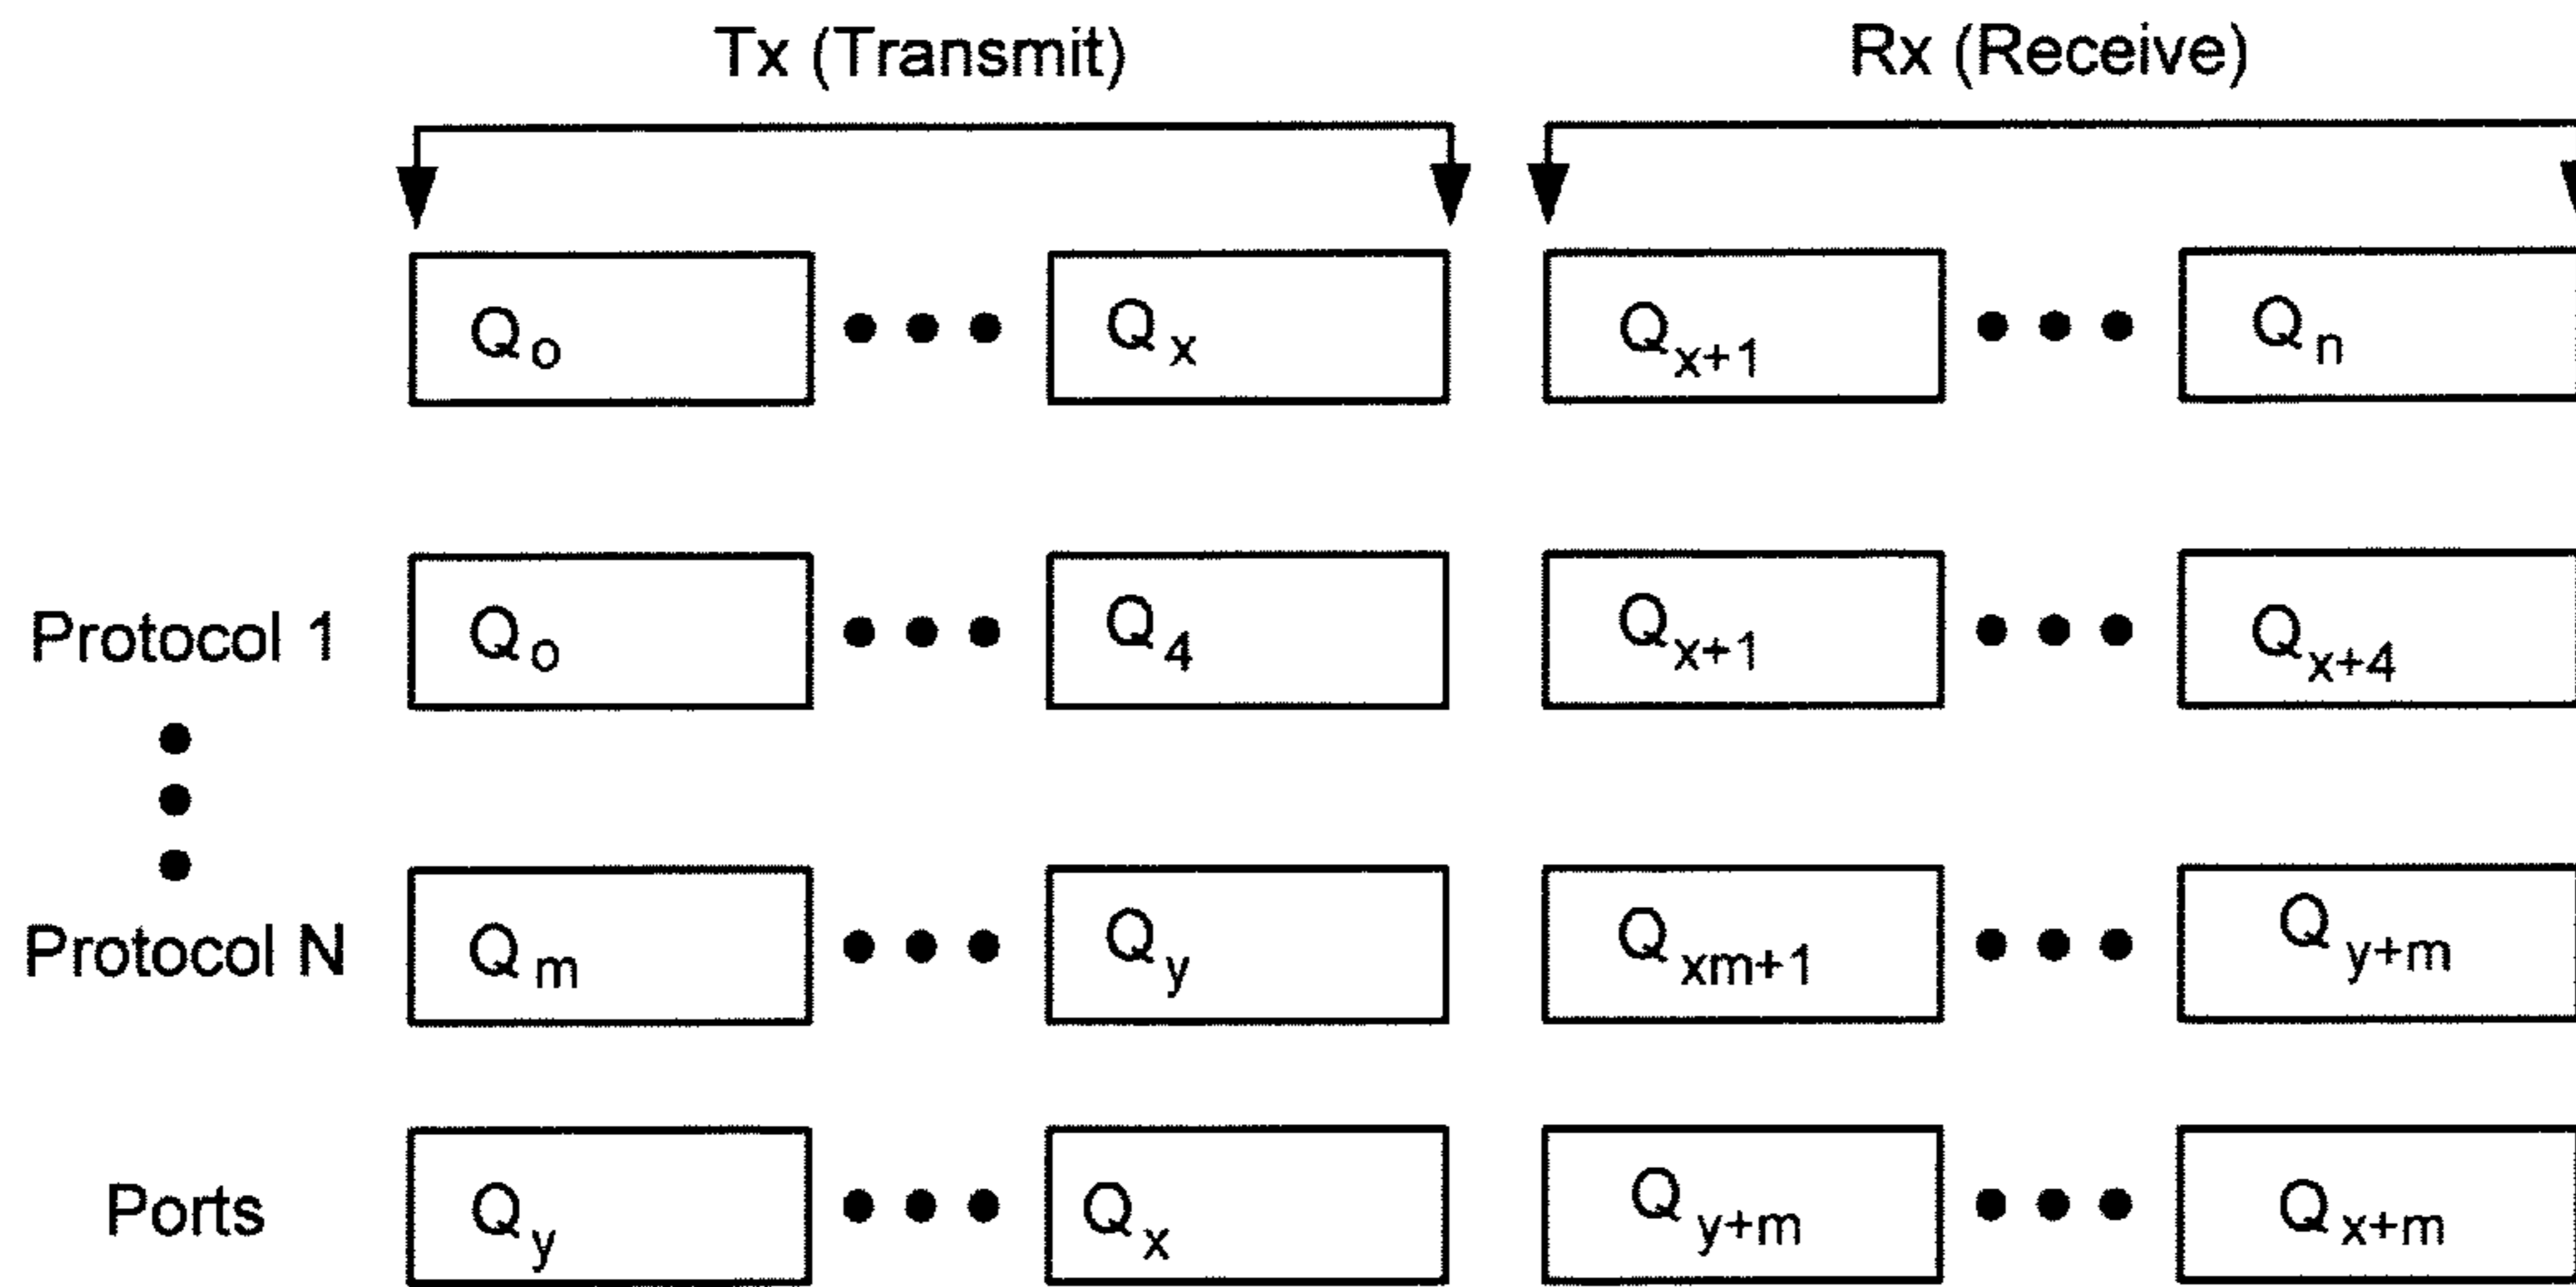 Tx (Transmit) Rx (Receive)
Qo ••• Qx Qx+1 ••• Qn
Protocol 1 Qo ••• Q4 Qx+1 ••• Qx+4
Protocol N Qm ••• Qy Qxm+1 ••• Qy+m
Ports Qy ••• Qx Qy+m ••• Qx+m